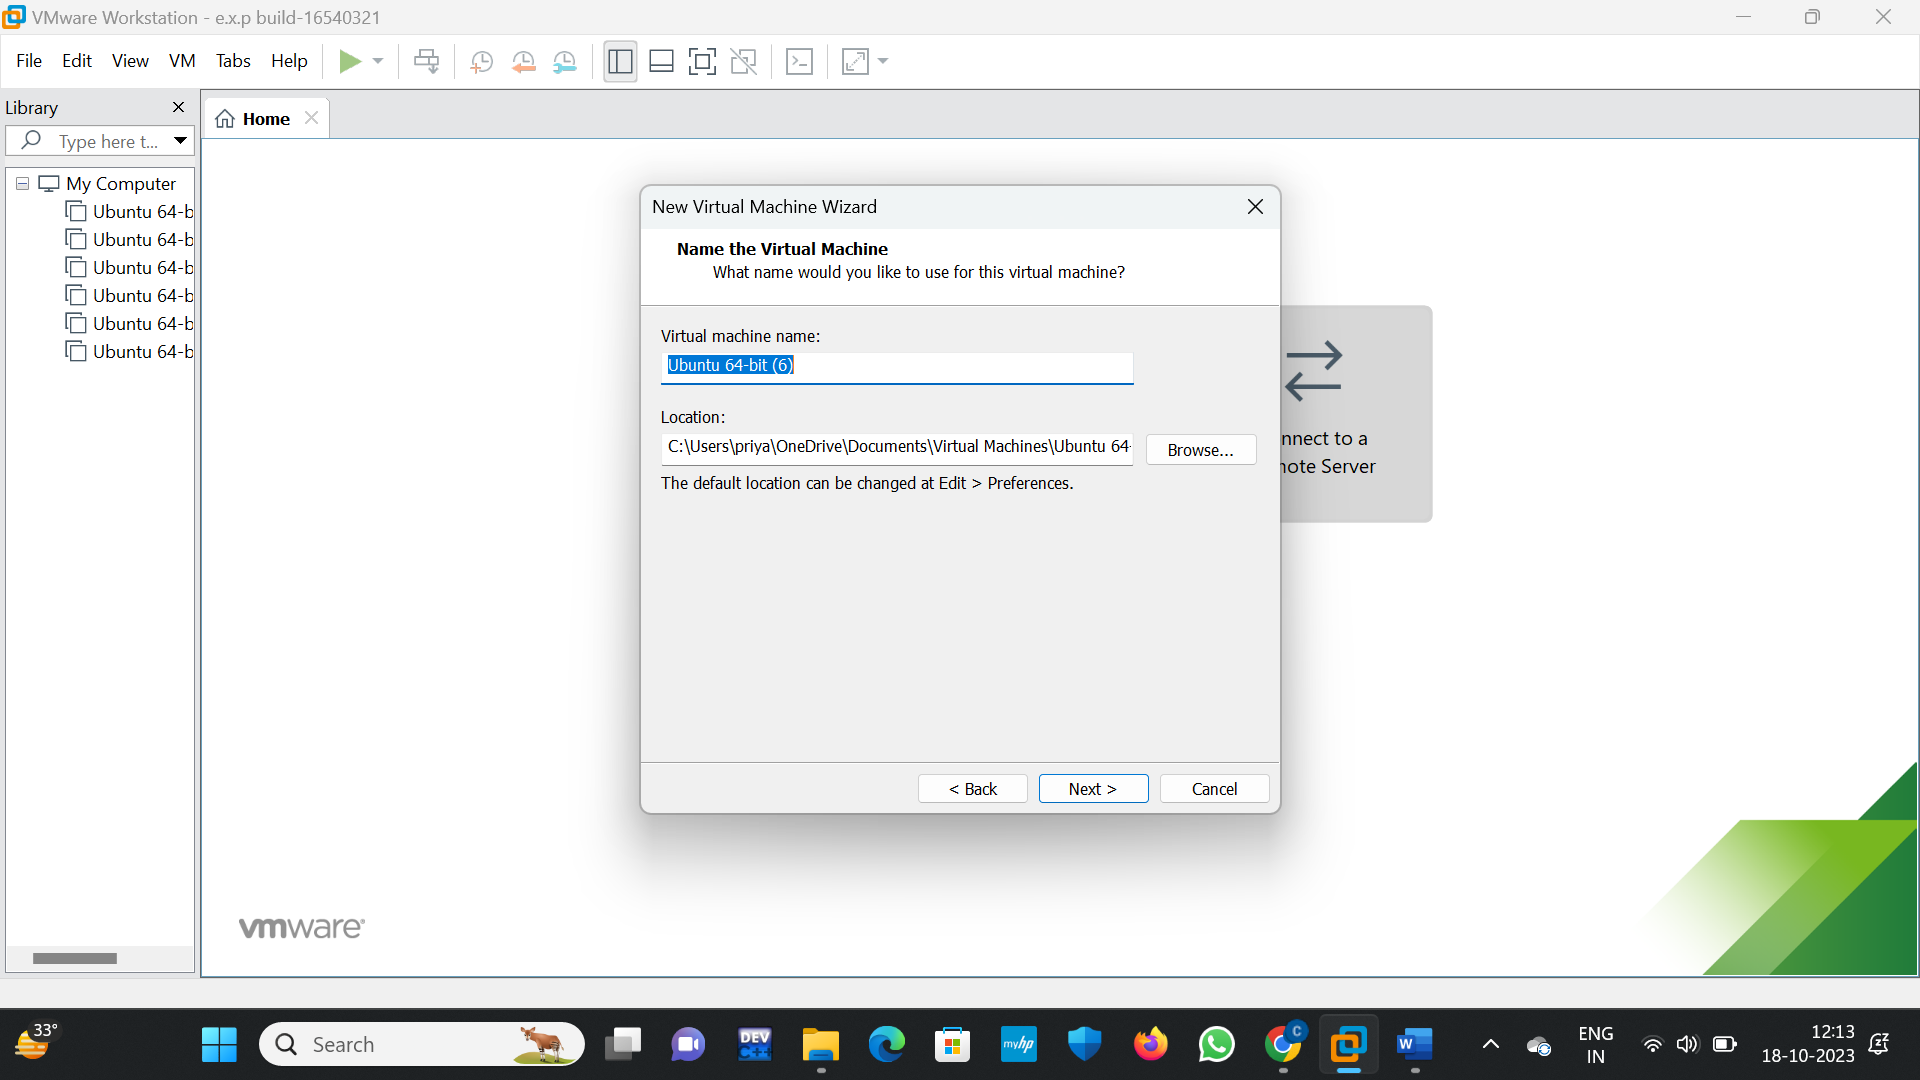 VMware Workstation - e.x.p build-16540321
File Edit View VM Tabs Help
Library
Home
Type here t...
My Computer
Ubuntu 64-b
Ubuntu 64-b
Ubuntu 64-b
Ubuntu 64-b
Ubuntu 64-b
Ubuntu 64-b
New Virtual Machine Wizard
Name the Virtual Machine
What name would you like to use for this virtual machine?
Virtual machine name:
Ubuntu 64-bit (6)
Location:
C:\Users\priya\OneDrive\Documents\Virtual Machines\Ubuntu 64-
Browse...
The default location can be changed at Edit > Preferences.
nnect to a
note Server
< Back Next > Cancel
vmware
33°
Search
DEV
C++
myhp
C
W
ENG
IN
12:13
18-10-2023